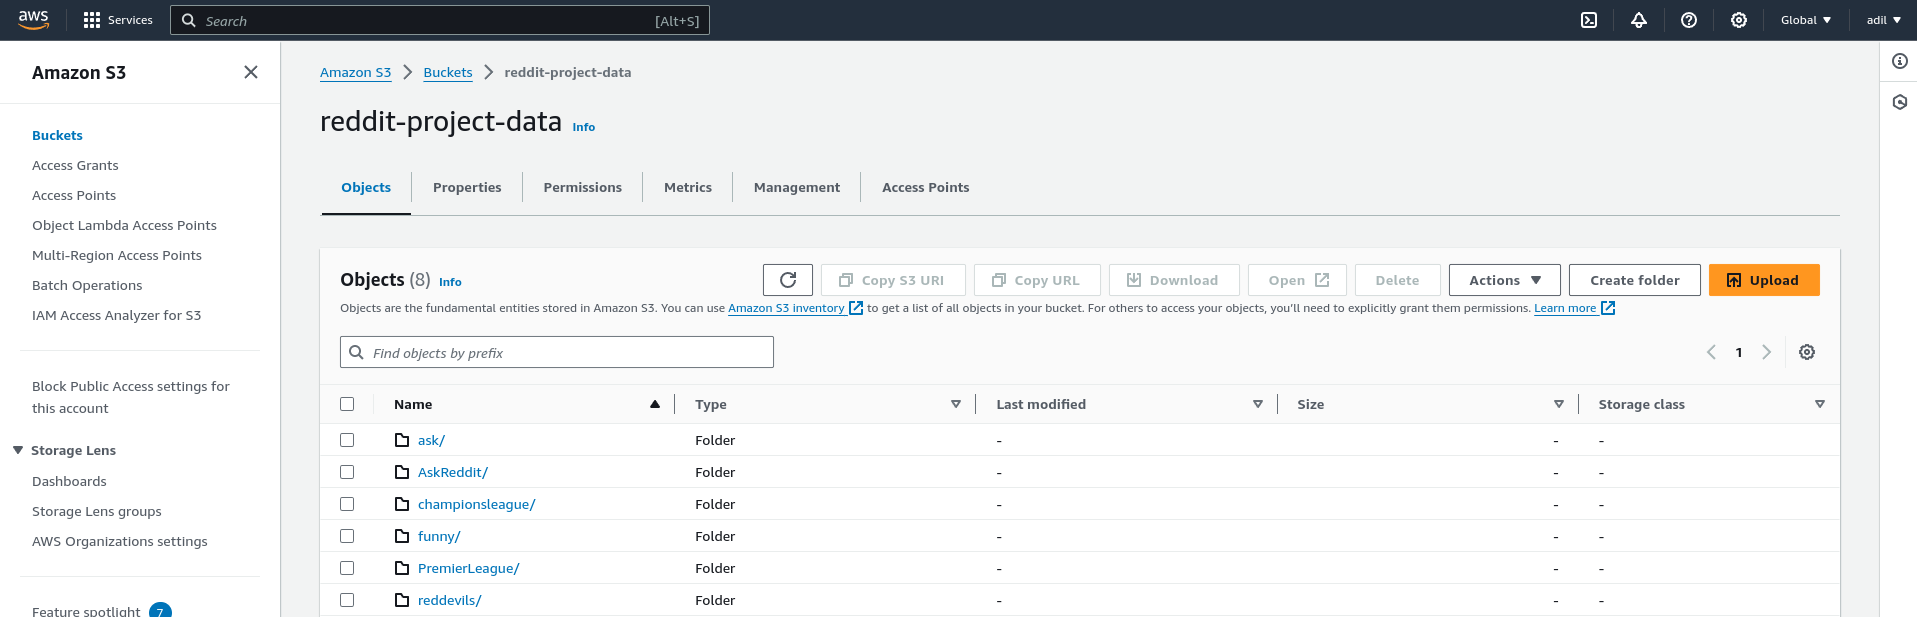 aws Services Search [Alt+S] Global adil
Amazon S3
Buckets
Access Grants
Access Points
Object Lambda Access Points
Multi-Region Access Points
Batch Operations
IAM Access Analyzer for S3
Block Public Access settings for
this account
Storage Lens
Dashboards
Storage Lens groups
AWS Organizations settings
Feature spotlight 7
Amazon S3 Buckets reddit-project-data
reddit-project-data Info
Objects Properties Permissions Metrics Management Access Points
Objects (8) Info Copy S3 URI Copy URL Download Open Delete Actions Create folder Upload
Objects are the fundamental entities stored in Amazon S3. You can use Amazon S3 inventory to get a list of all objects in your bucket. For others to access your objects, you’ll need to explicitly grant them permissions. Learn more
Find objects by prefix 1
Name Type Last modified Size Storage class
ask/ Folder - - -
AskReddit/ Folder - - -
championsleague/ Folder - - -
funny/ Folder - - -
PremierLeague/ Folder - - -
reddevils/ Folder - - -